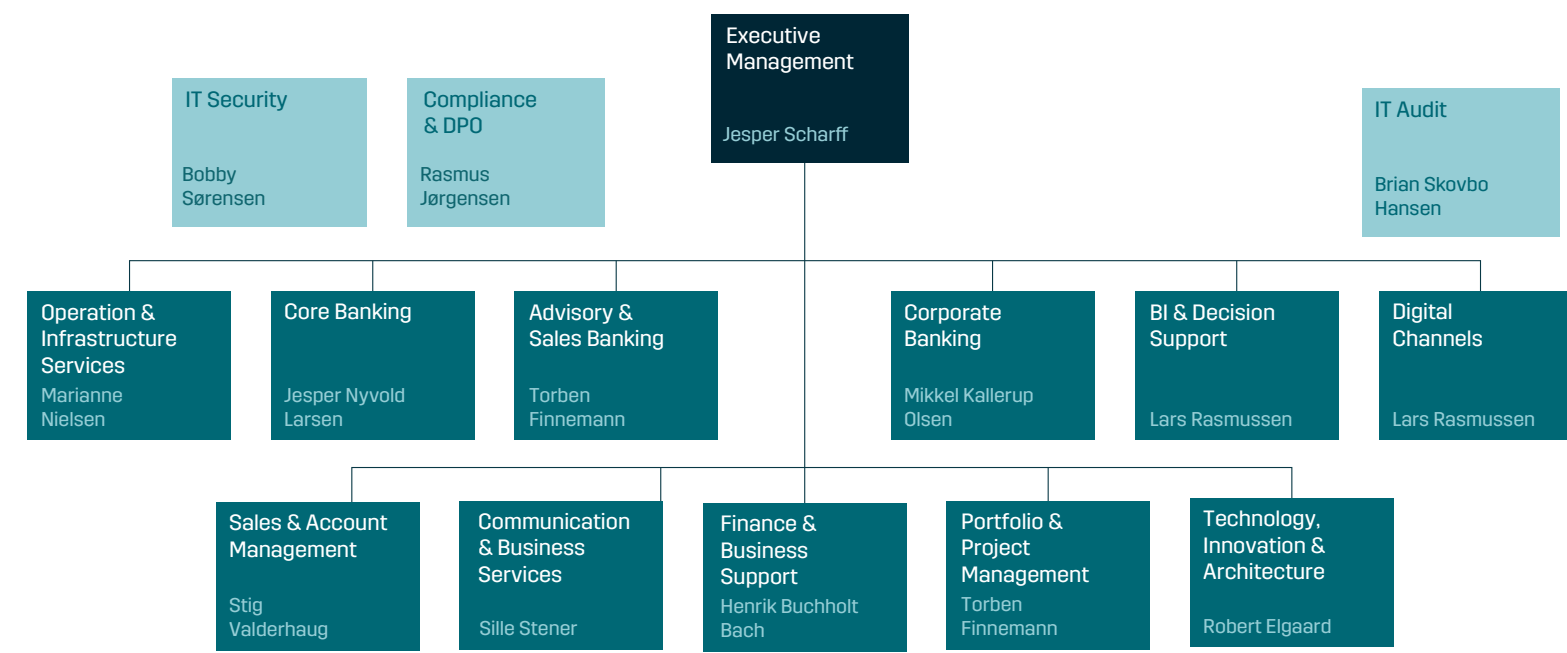 Executive
Management
Jesper Scharff
IT Security
Bobby
Sørensen
Compliance
& DPO
Rasmus
Jørgensen
IT Audit
Brian Skovbo
Hansen
Operation &
Infrastructure
Services
Marianne
Nielsen
Core Banking
Jesper Nyvold
Larsen
Advisory &
Sales Banking
Torben
Finnemann
Corporate
Banking
Mikkel Kallerup
Olsen
BI & Decision
Support
Lars Rasmussen
Digital
Channels
Lars Rasmussen
Sales & Account
Management
Stig
Valderhaug
Communication
& Business
Services
Sille Stener
Finance &
Business
Support
Henrik Buchholt
Bach
Portfolio &
Project
Management
Torben
Finnemann
Technology,
Innovation &
Architecture
Robert Elgaard